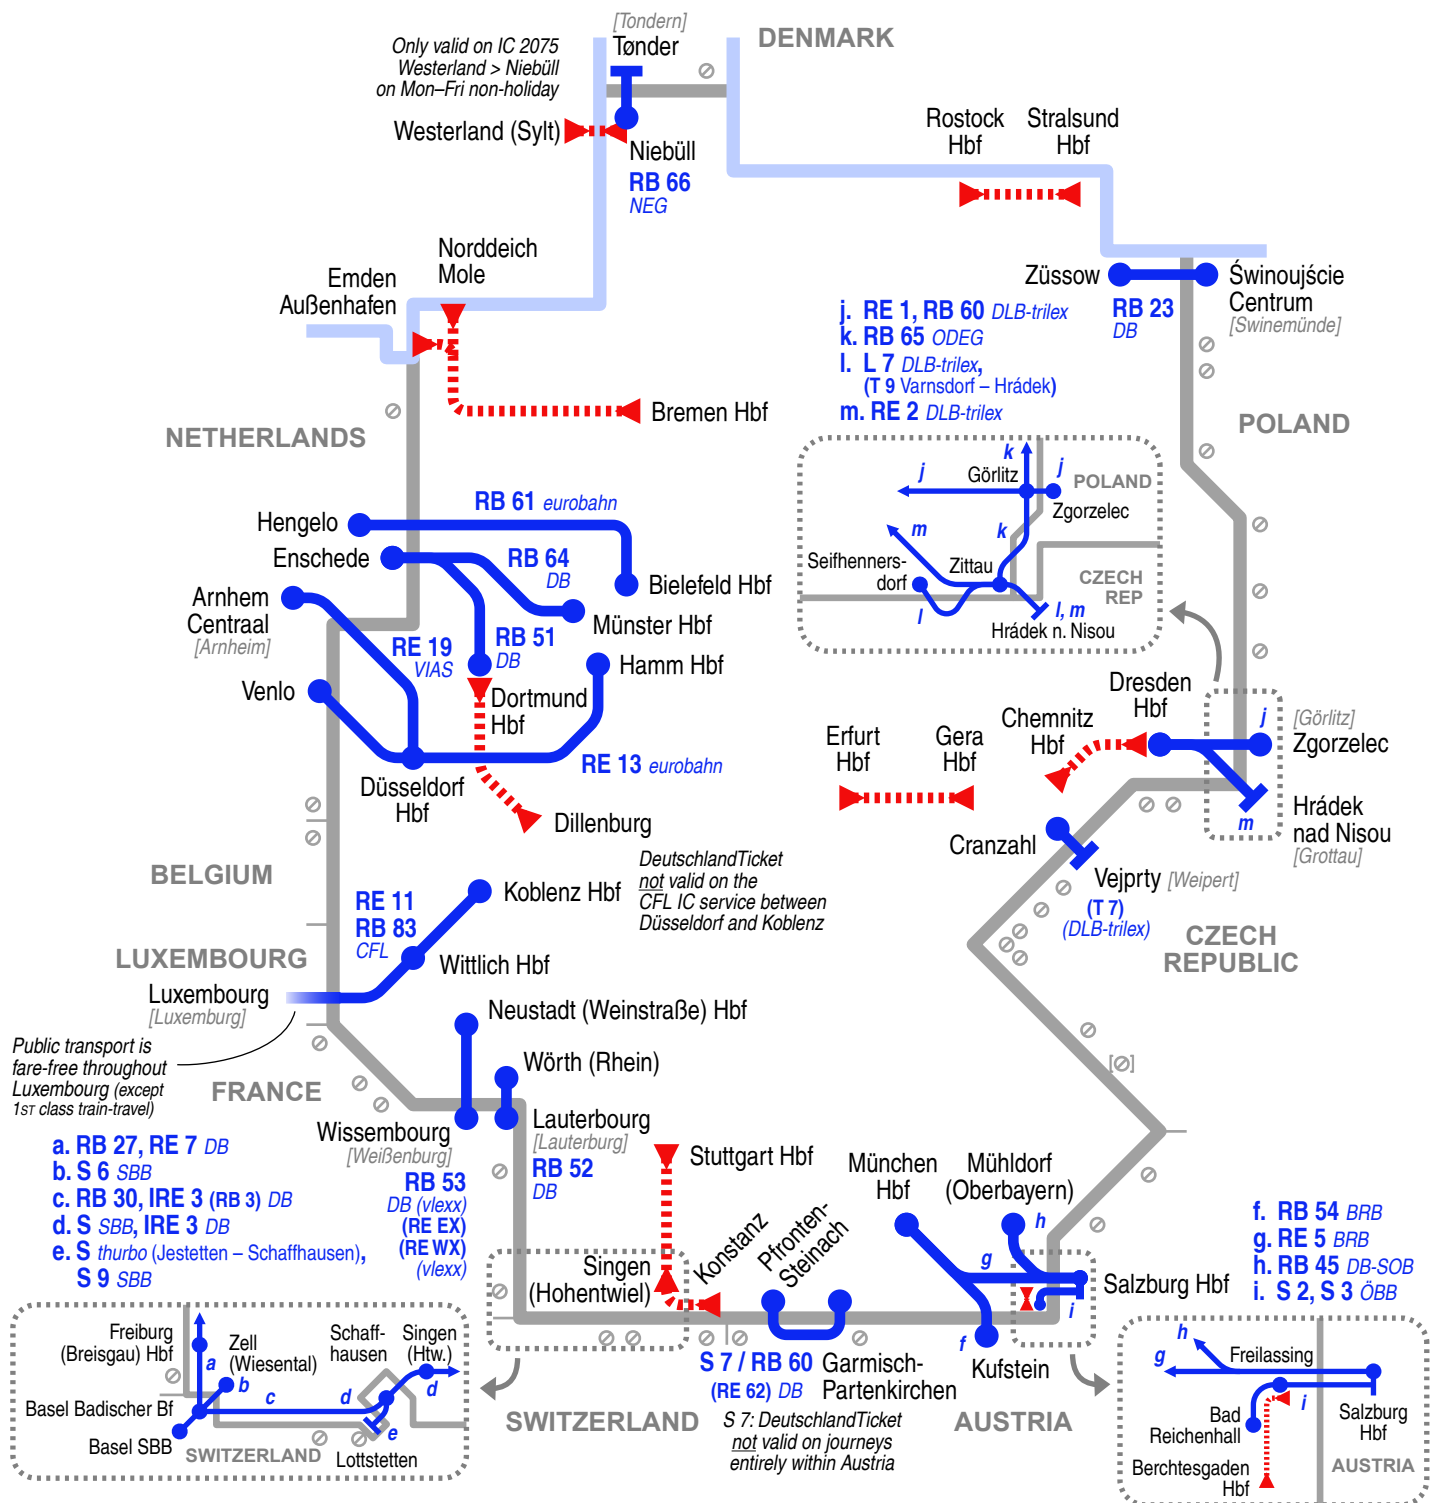 [Tondern]
Tønder
DENMARK
Only valid on IC 2075
Westerland > Niebüll
on Mon–Fri non-holiday
Westerland (Sylt)
Niebüll
RB 66
NEG
Rostock
Hbf
Stralsund
Hbf
Norddeich
Mole
Emden
Außenhafen
Bremen Hbf
NETHERLANDS
Züssow
RB 23
DB
Świnoujście
Centrum
[Swinemünde]
j. RE 1, RB 60 DLB-trilex
k. RB 65 ODEG
l. L 7 DLB-trilex,
(T 9 Varnsdorf – Hrádek)
m. RE 2 DLB-trilex
POLAND
k
j
Görlitz
j
POLAND
Zgorzelec
m
k
Seifhenners-
dorf
Zittau
CZECH
REP
l
l, m
Hrádek n. Nisou
RB 61 eurobahn
Hengelo
Enschede
RB 64
DB
Bielefeld Hbf
Arnhem
Centraal
[Arnheim]
Münster Hbf
RE 19
VIAS
RB 51
DB
Hamm Hbf
Venlo
Dortmund
Hbf
RE 13 eurobahn
Düsseldorf
Hbf
Dillenburg
Dresden
Hbf
Chemnitz
Hbf
Erfurt
Hbf
Gera
Hbf
j
[Görlitz]
Zgorzelec
m
Hrádek
nad Nisou
[Grottau]
Cranzahl
Vejprty [Weipert]
(T 7)
(DLB-trilex)
CZECH
REPUBLIC
BELGIUM
DeutschlandTicket
not valid on the
CFL IC service between
Düsseldorf and Koblenz
Koblenz Hbf
RE 11
RB 83
CFL
Wittlich Hbf
LUXEMBOURG
Luxembourg
[Luxemburg]
Public transport is
fare-free throughout
Luxembourg (except
1ST class train-travel)
FRANCE
Neustadt (Weinstraße) Hbf
Wörth (Rhein)
Wissembourg
[Weißenburg]
RB 53
DB (vlexx)
(RE EX)
(RE WX)
(vlexx)
Lauterbourg
[Lauterburg]
RB 52
DB
[
]
a. RB 27, RE 7 DB
b. S 6 SBB
c. RB 30, IRE 3 (RB 3) DB
d. S SBB, IRE 3 DB
e. S thurbo (Jestetten – Schaffhausen),
S 9 SBB
Stuttgart Hbf
Singen
(Hohentwiel)
Konstanz
Pfronten-
Steinach
München
Hbf
Mühldorf
(Oberbayern)
h
g
i
f
Salzburg Hbf
Kufstein
f. RB 54 BRB
g. RE 5 BRB
h. RB 45 DB-SOB
i. S 2, S 3 ÖBB
Freiburg
(Breisgau) Hbf
Zell
(Wiesental)
Schaff-
hausen
Singen
(Htw.)
a
b
c
d
d
e
Basel Badischer Bf
Basel SBB
SWITZERLAND
Lottstetten
SWITZERLAND
S 7 / RB 60
(RE 62) DB
Garmisch-
Partenkirchen
S 7: DeutschlandTicket
not valid on journeys
entirely within Austria
AUSTRIA
h
g
Freilassing
i
Bad
Reichenhall
Salzburg
Hbf
Berchtesgaden
Hbf
AUSTRIA